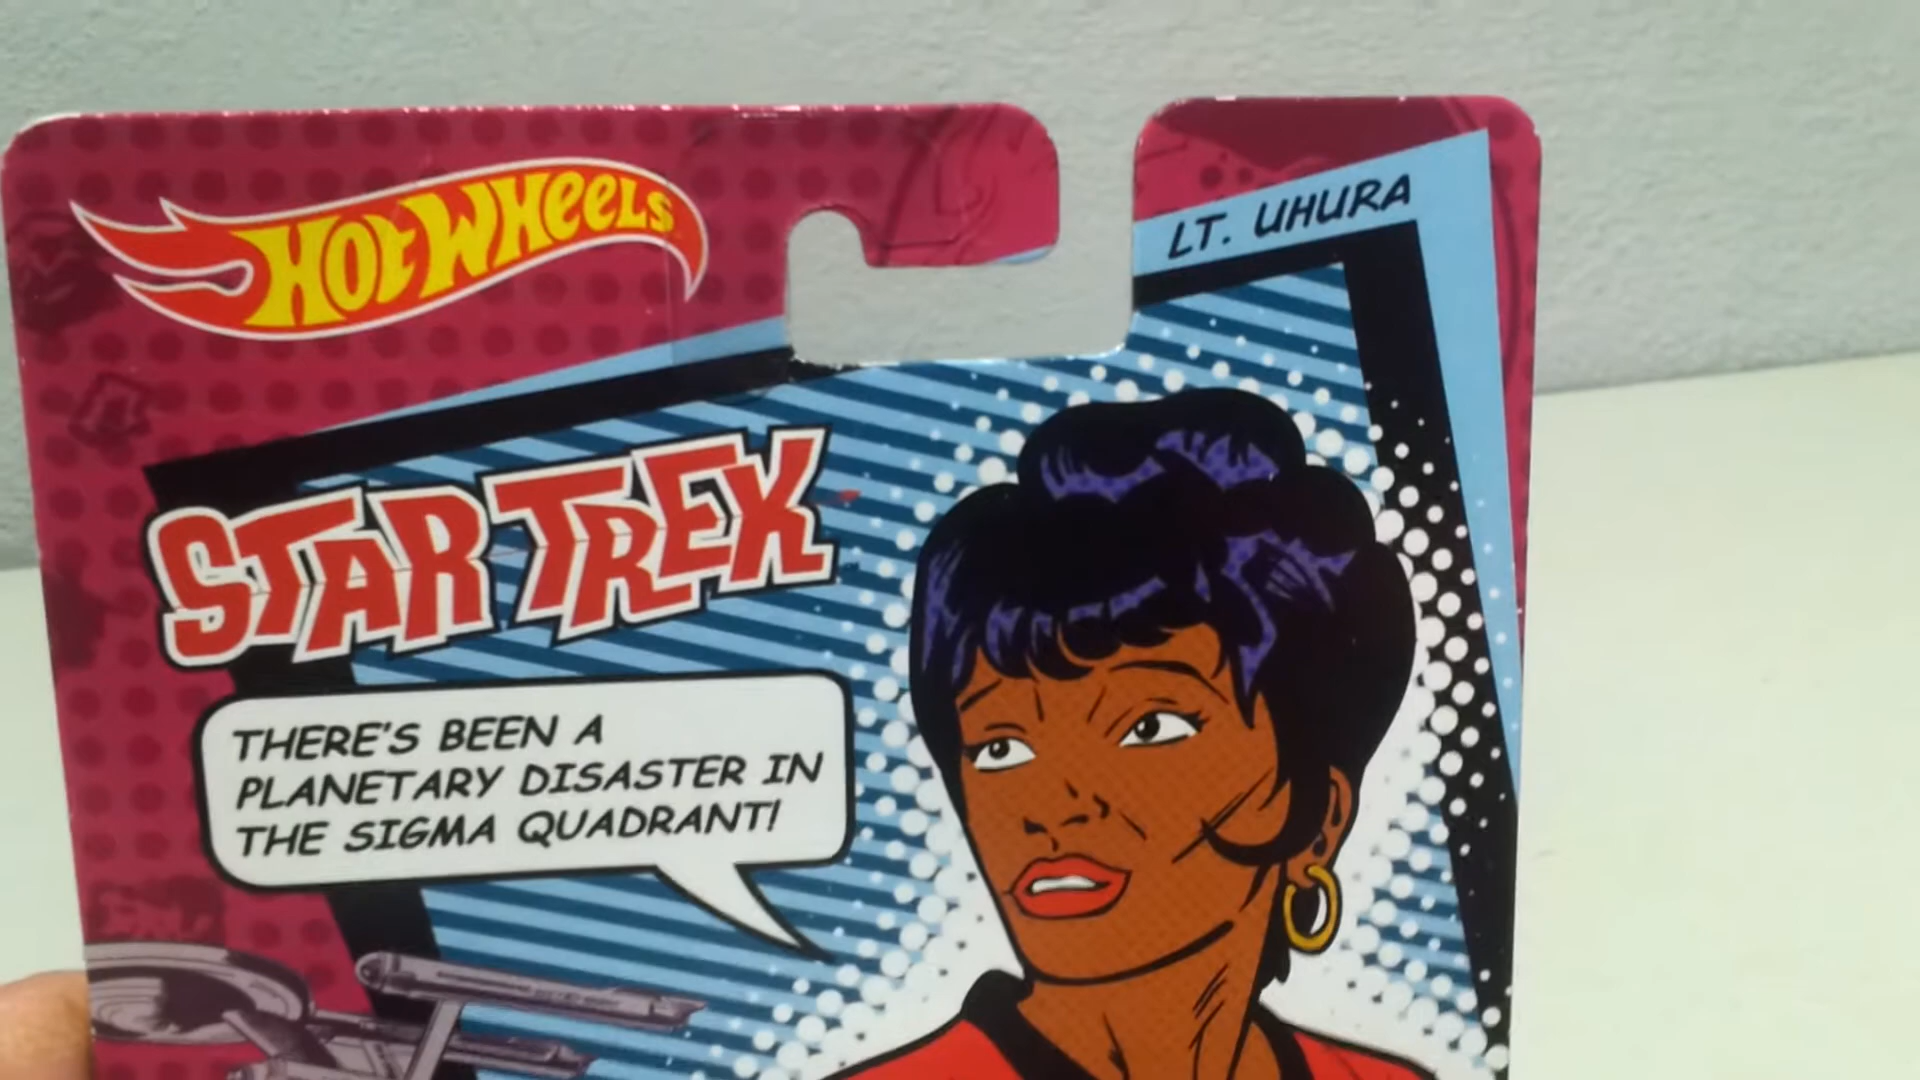 HOT WHEELS
LT. UHURA
STAR TREK
THERE'S BEEN A
PLANETARY DISASTER IN
THE SIGMA QUADRANT!